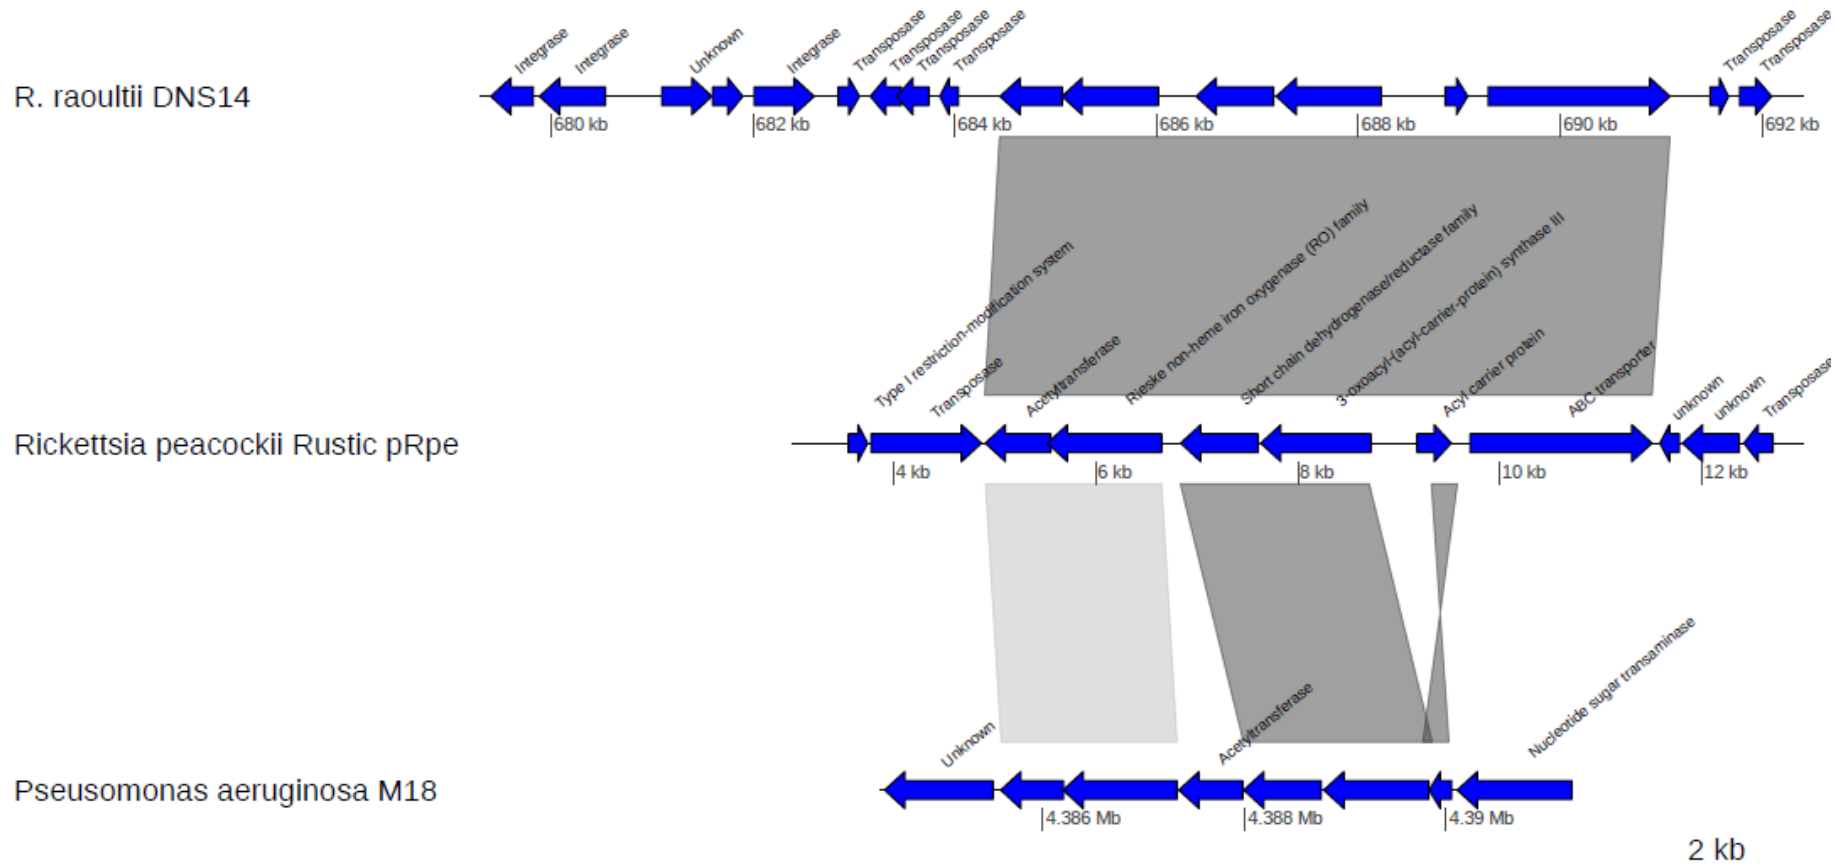 Integrase
Integrase
Unknown
Integrase
Transposase
Transposase
Transposase
Transposase
Transposase
Transposase
R. raoultii DNS14
680 kb
682 kb
684 kb
686 kb
688 kb
690 kb
692 kb
Type I restriction-modification system
Transposase
Acetyltransferase
Rieske non-heme iron oxygenase (RO) family
Short chain dehydrogenase/reductase family
3-oxoacyl-(acyl-carrier-protein) synthase III
Acyl carrier protein
ABC transporter
unknown
unknown
Transposase
Rickettsia peacockii Rustic pRpe
4 kb
6 kb
8 kb
10 kb
12 kb
Unknown
Acetyltransferase
Nucleotide sugar transaminase
Pseusomonas aeruginosa M18
4.386 Mb
4.388 Mb
4.39 Mb
2 kb